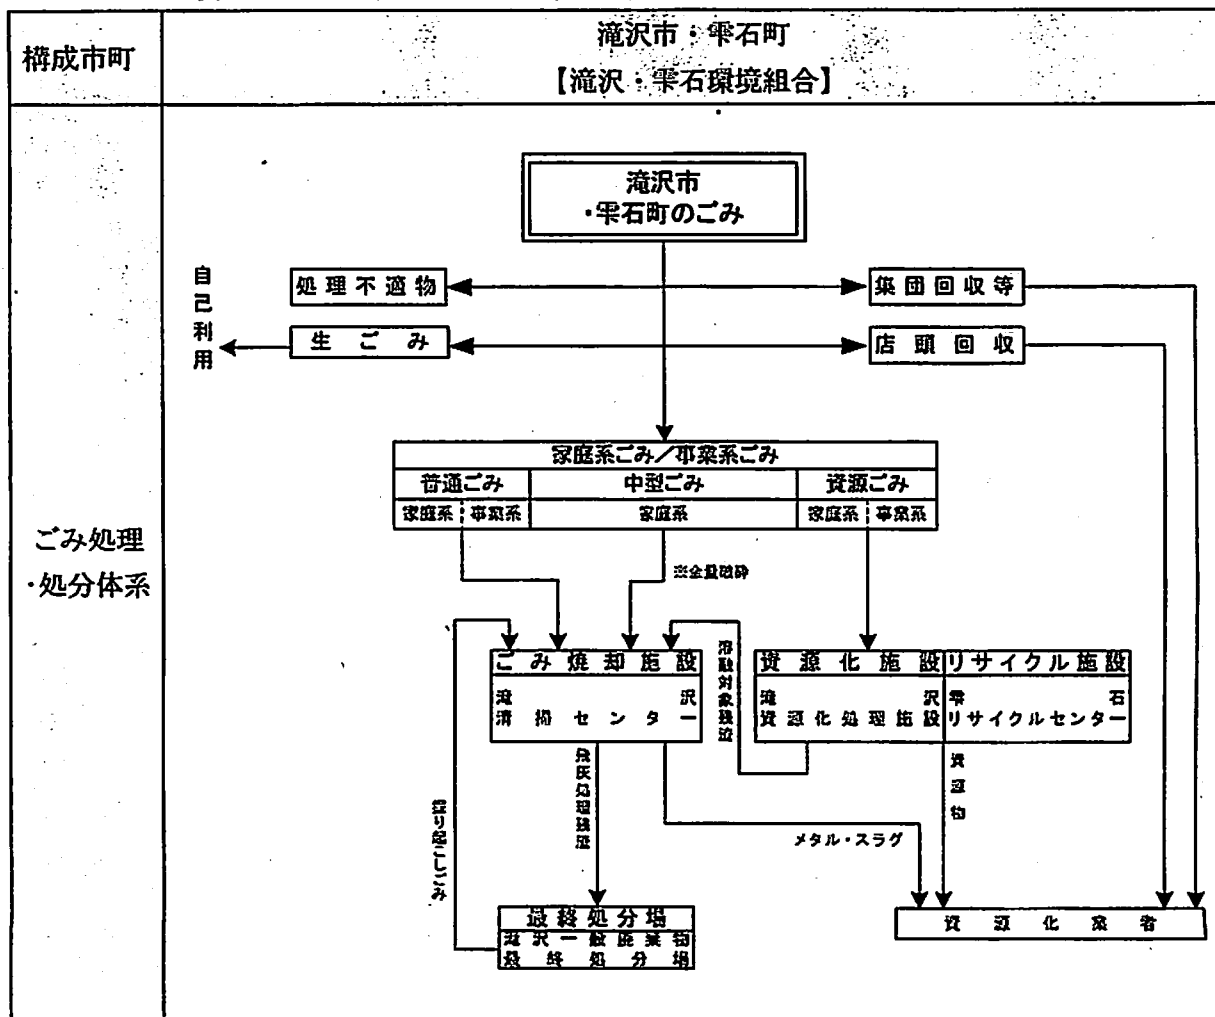 構成市町
滝沢市・雫石町
【滝沢・雫石環境組合】
ごみ処理
・処分体系
滝沢市
・雫石町のごみ
自己利用
処理不適物
集団回収等
生ごみ
店頭回収
家庭系ごみ／事業系ごみ
普通ごみ
中型ごみ
資源ごみ
家庭系
事業系
家庭系
家庭系
事業系
※全量破砕
ごみ焼却施設
滝沢
清掃センター
溶融対象残渣
資源化施設
リサイクル施設
滝沢
資源化処理施設
雫石
リサイクルセンター
掘り起こしごみ
飛灰処理残渣
メタル・スラグ
資源物
最終処分場
滝沢一般廃棄物
最終処分場
資源化業者